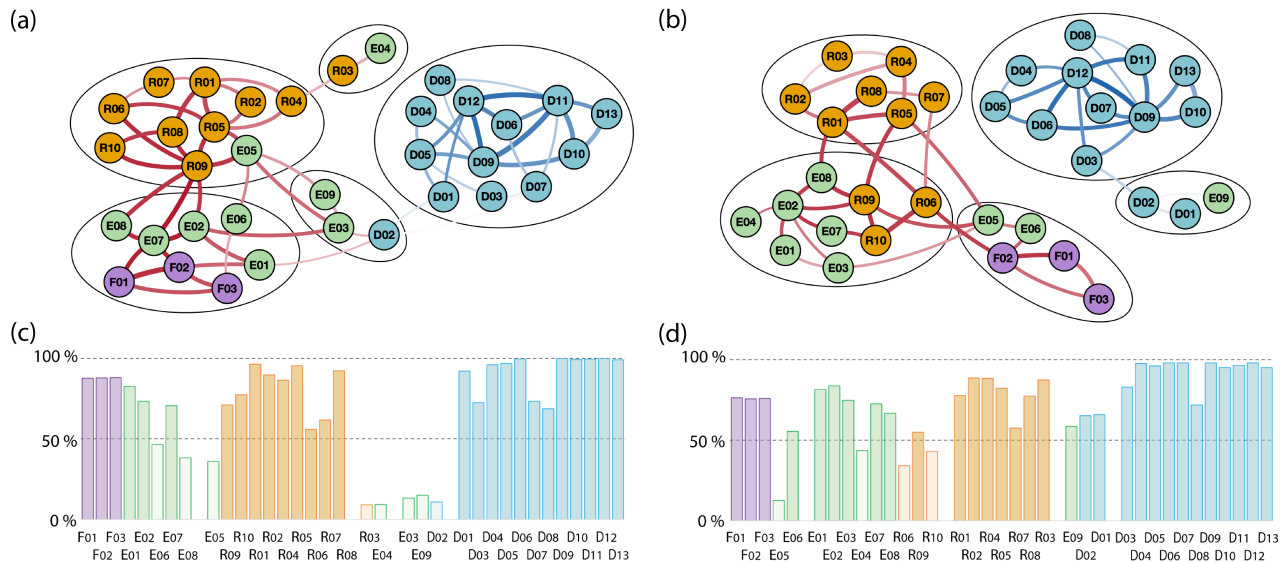 (a)
(b)
E04
R03
R07
R01
R02
R04
R06
R08
R05
R10
R09
E05
E09
E03
D02
E08
E07
E02
E06
F02
E01
F01
F03
D08
D12
D11
D04
D06
D13
D05
D09
D10
D01
D03
D07
R03
R04
R02
R08
R07
R01
R05
E08
E02
R09
R06
E04
E07
R10
E01
E03
E05
E06
F02
F01
F03
D08
D04
D12
D11
D13
D05
D07
D10
D06
D09
D03
D02
D01
E09
(c)
100 %
50 %
0 %
F01 F03 E02 E07 E05 R10 R02 R05 R07 R03 E03 D02 D01 D04 D06 D08 D10 D12
F02 E01 E06 E08 R09 R01 R04 R06 R08 E04 E09 D03 D05 D07 D09 D11 D13
(d)
100 %
50 %
0 %
F01 F03 E06 E01 E03 E07 R06 R10 R01 R04 R07 R3 E09 D01 D03 D05 D07 D09 D11 D13
F02 E05 E02 E04 E08 R09 R02 R05 R08 D02 D04 D06 D08 D10 D12